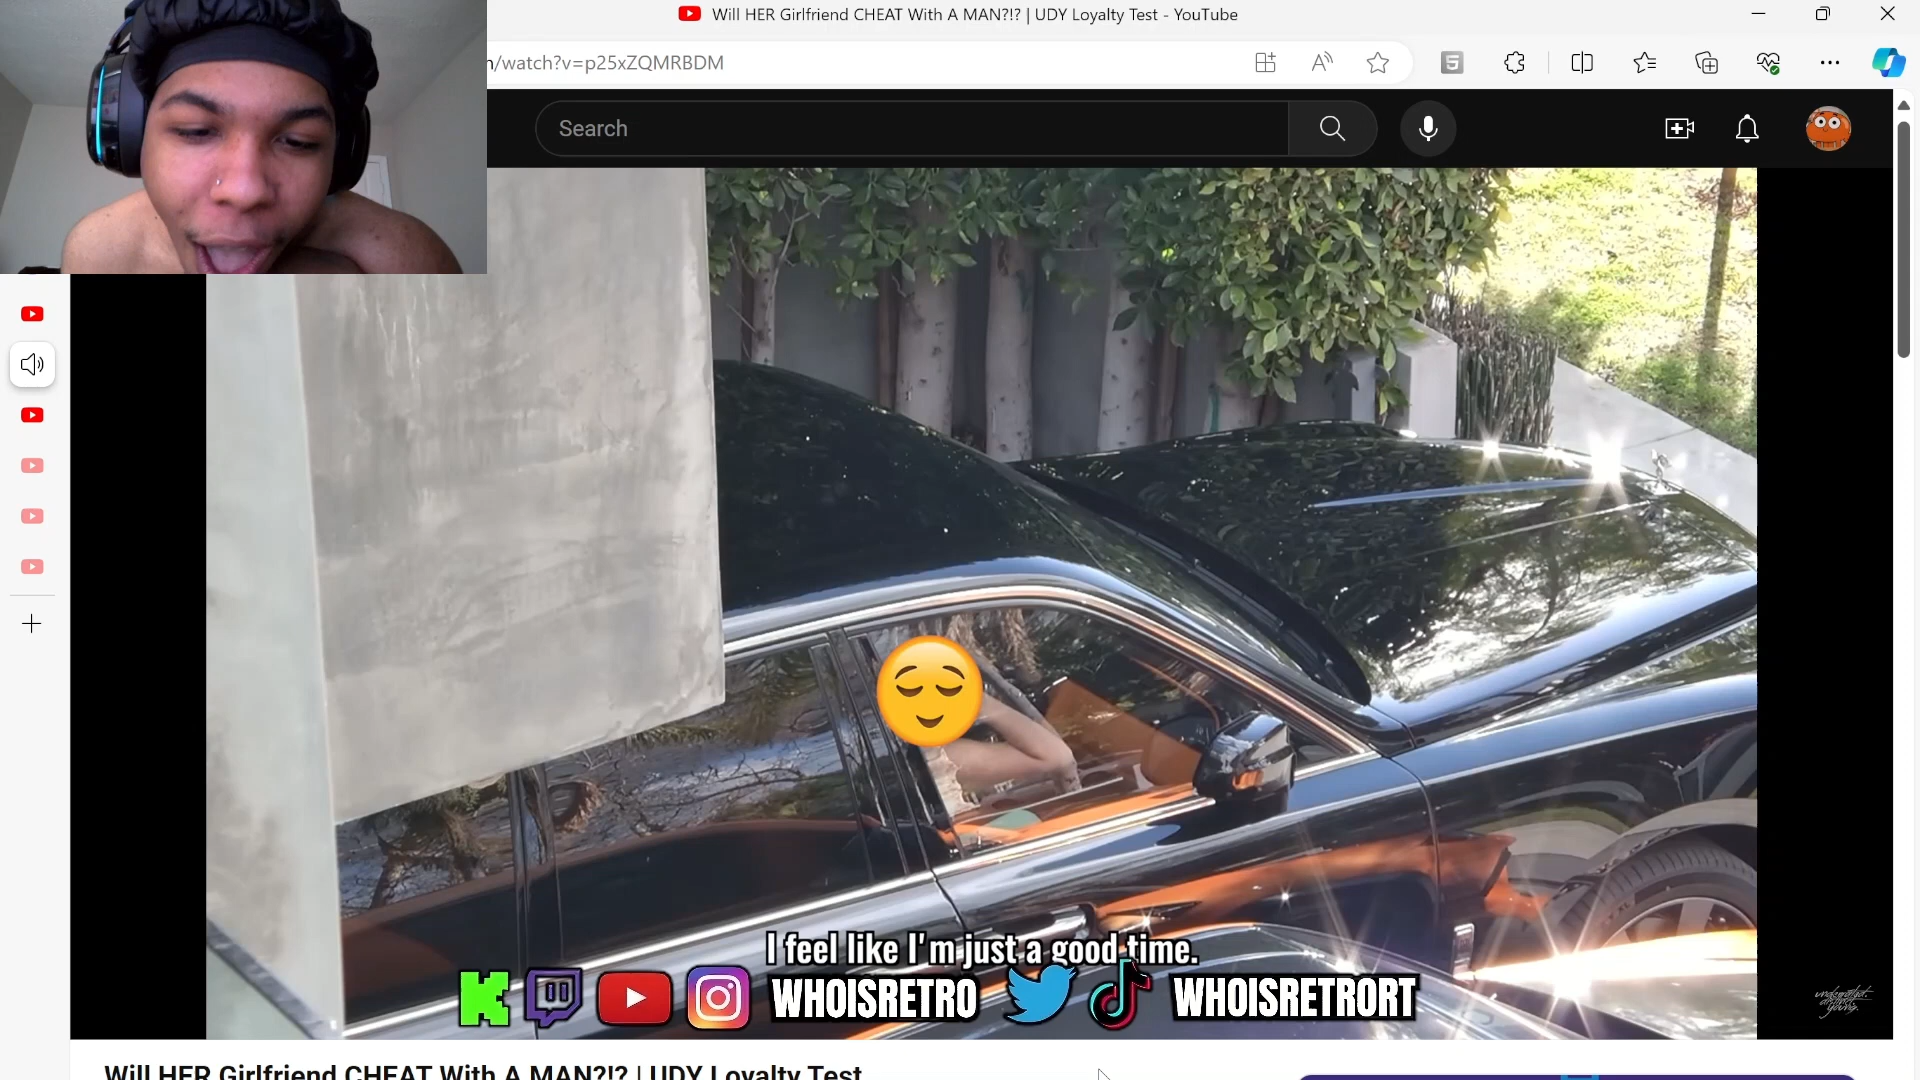 Will HER Girlfriend CHEAT With A MAN?!? | UDY Loyalty Test - YouTube
/watch?v=p25xZQMRBDM
Search
I feel like I'm just a good time.
WHOISRETRO
WHOISRETRORT
Will HER Girlfriend CHEAT With A MAN?!? | UDY Loyalty Test